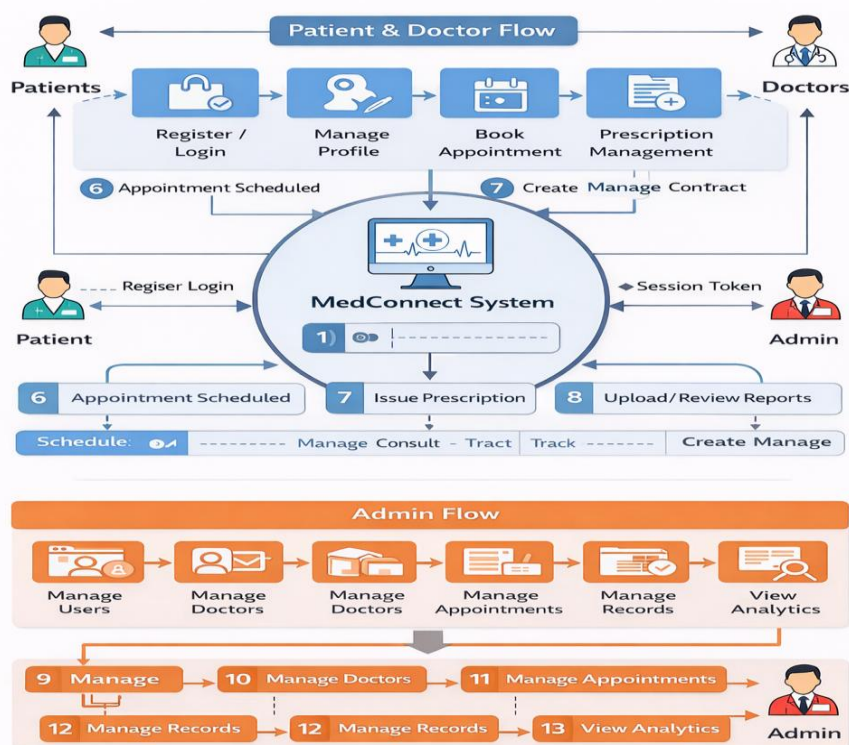 Patient & Doctor Flow
Patients
Doctors
Register /
Login
Manage
Profile
Book
Appointment
Prescription
Management
6 Appointment Scheduled
7 Create Manage Contract
Regiser Login
MedConnect System
Session Token
Patient
Admin
1)
6 Appointment Scheduled
7 Issue Prescription
8 Upload/Review Reports
Schedule:
Manage Consult - Tract
Track
Create Manage
Admin Flow
Manage
Users
Manage
Doctors
Manage
Doctors
Manage
Appointments
Manage
Records
View
Analytics
9 Manage
10 Manage Doctors
11 Manage Appointments
12 Manage Records
12 Manage Records
13 View Analytics
Admin